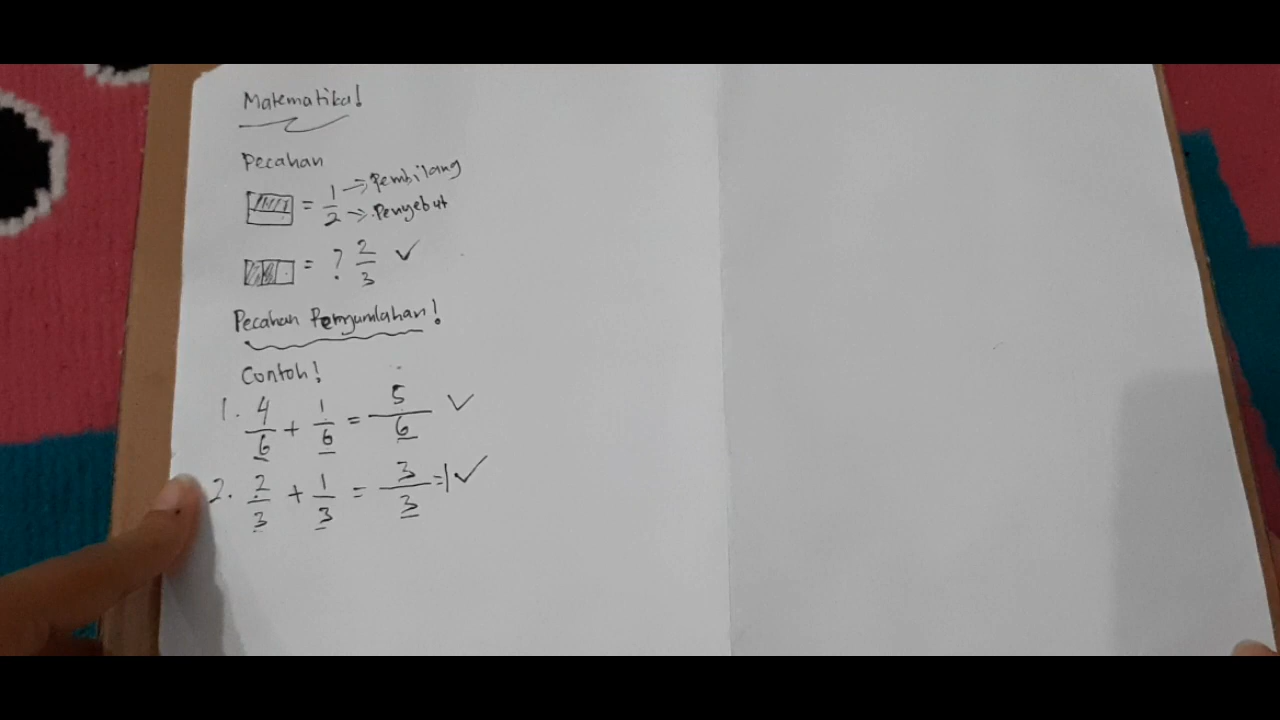 Matematika!
Pecahan
= 1/2 → Pembilang
→ Penyebut
= ? 2/3 ✓
Pecahan Penjumlahan!
Contoh!
1. 4/6 + 1/6 = 5/6 ✓
2. 2/3 + 1/3 = 3/3 = 1 ✓